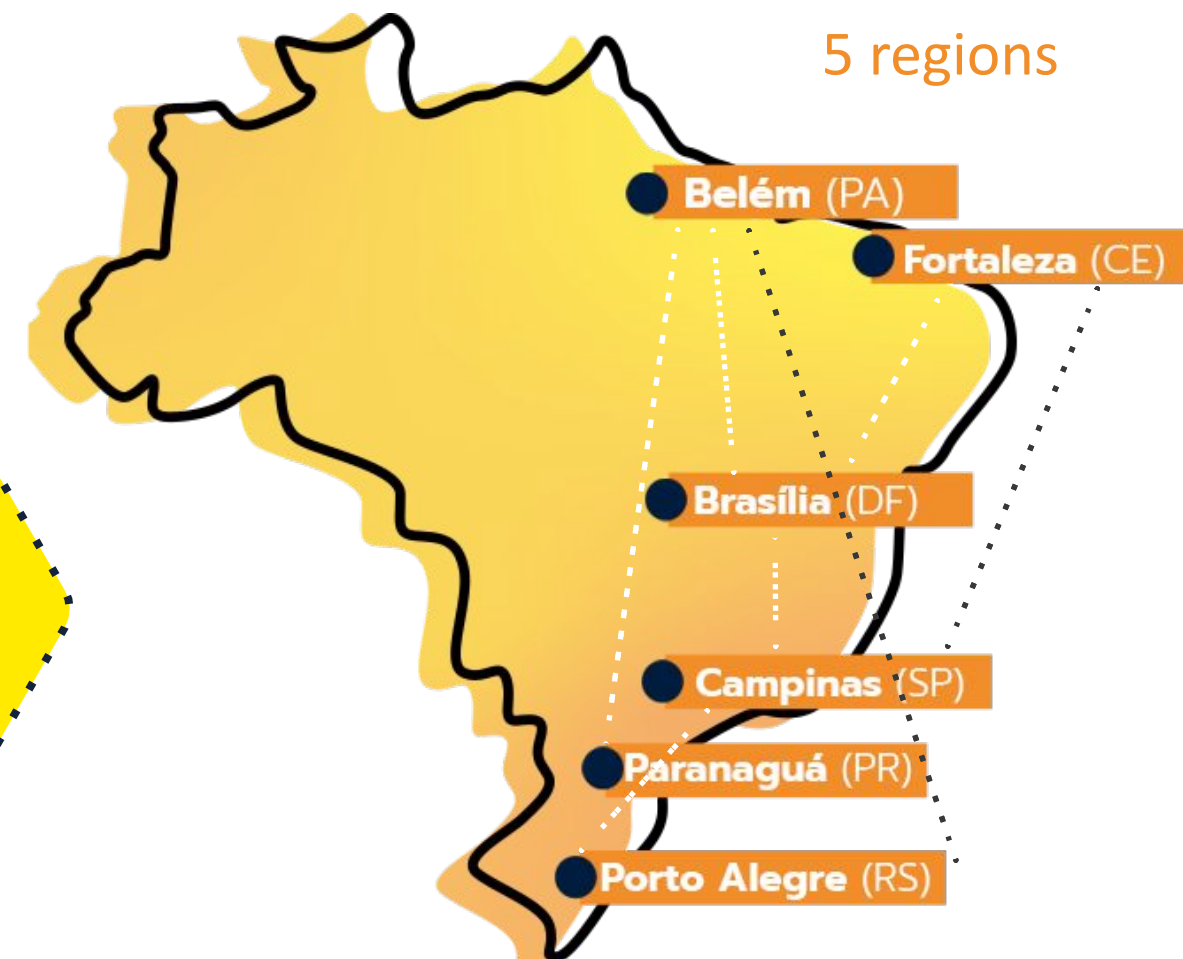 5 regions
Belém (PA)
Fortaleza (CE)
Brasília (DF)
Campinas (SP)
Paranaguá (PR)
Porto Alegre (RS)